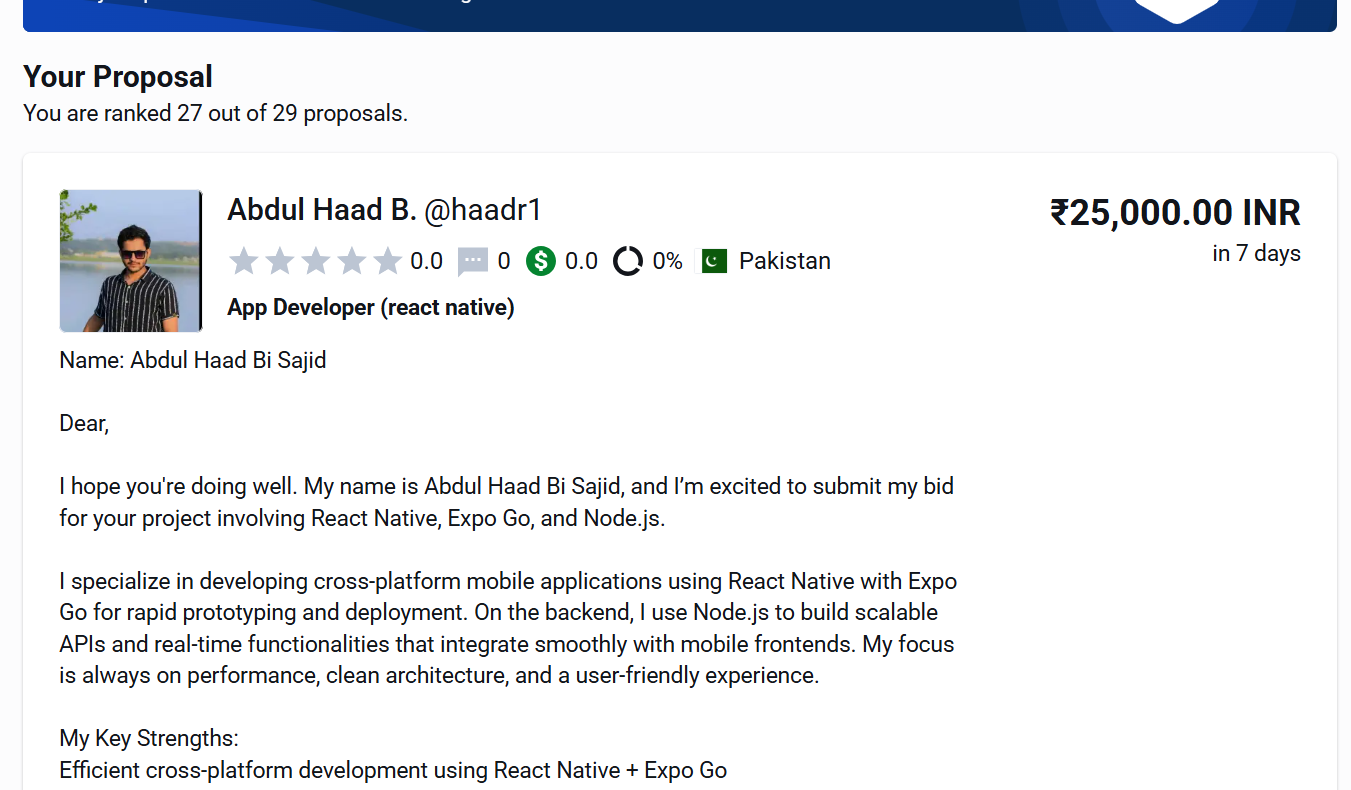 Your Proposal
You are ranked 27 out of 29 proposals.
Abdul Haad B. @haadr1
₹25,000.00 INR
0.0 0 0.0 0% Pakistan
in 7 days
App Developer (react native)
Name: Abdul Haad Bi Sajid
Dear,
I hope you're doing well. My name is Abdul Haad Bi Sajid, and I’m excited to submit my bid
for your project involving React Native, Expo Go, and Node.js.
I specialize in developing cross-platform mobile applications using React Native with Expo
Go for rapid prototyping and deployment. On the backend, I use Node.js to build scalable
APIs and real-time functionalities that integrate smoothly with mobile frontends. My focus
is always on performance, clean architecture, and a user-friendly experience.
My Key Strengths:
Efficient cross-platform development using React Native + Expo Go